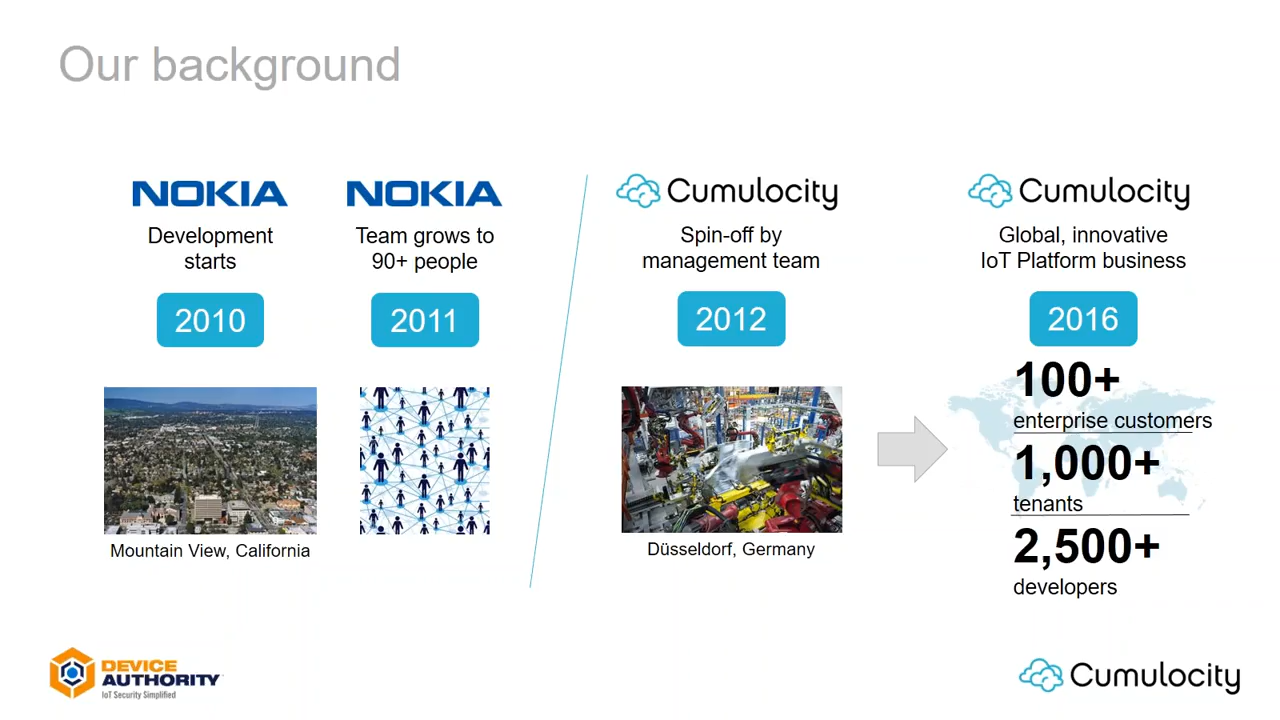 Our background
NOKIA
Development
starts
2010
Mountain View, California
NOKIA
Team grows to
90+ people
2011
Cumulocity
Spin-off by
management team
2012
Düsseldorf, Germany
Cumulocity
Global, innovative
IoT Platform business
2016
100+
enterprise customers
1,000+
tenants
2,500+
developers
DEVICE
AUTHORITY
IoT Security Simplified
Cumulocity